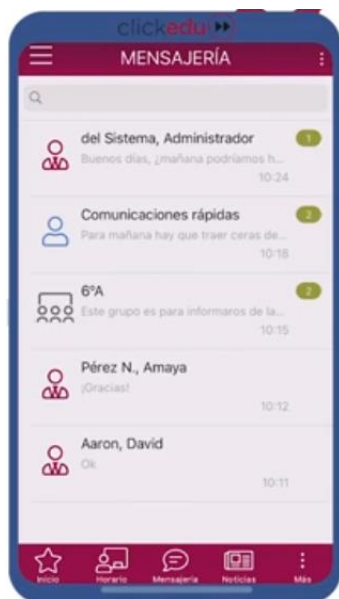 clickedu
MENSAJERÍA
del Sistema, Administrador
1
Buenos días, ¿mañana podríamos h...
10:24
Comunicaciones rápidas
2
Para mañana hay que traer ceras de...
10:18
6ºA
2
Este grupo es para informaros de la...
10:15
Pérez N., Amaya
¡Gracias!
10:12
Aaron, David
Ok
10:11
Inicio
Horario
Mensajería
Noticias
Más